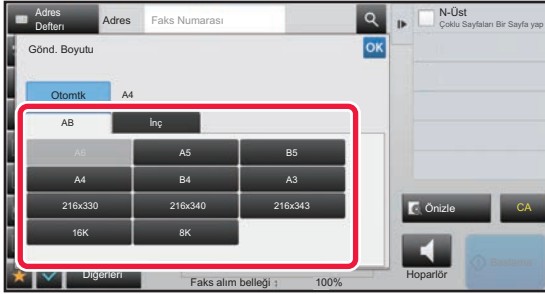 Adres
Defteri
Adres
Faks Numarası
N-Üst
Çoklu Sayfaları Bir Sayfa yap
Gönd. Boyutu
OK
Otomtk
A4
AB
İnç
A6
A5
B5
A4
B4
A3
216x330
216x340
216x343
16K
8K
Önizle
CA
Diğerleri
Faks alım belleği :
100%
Hoparlör